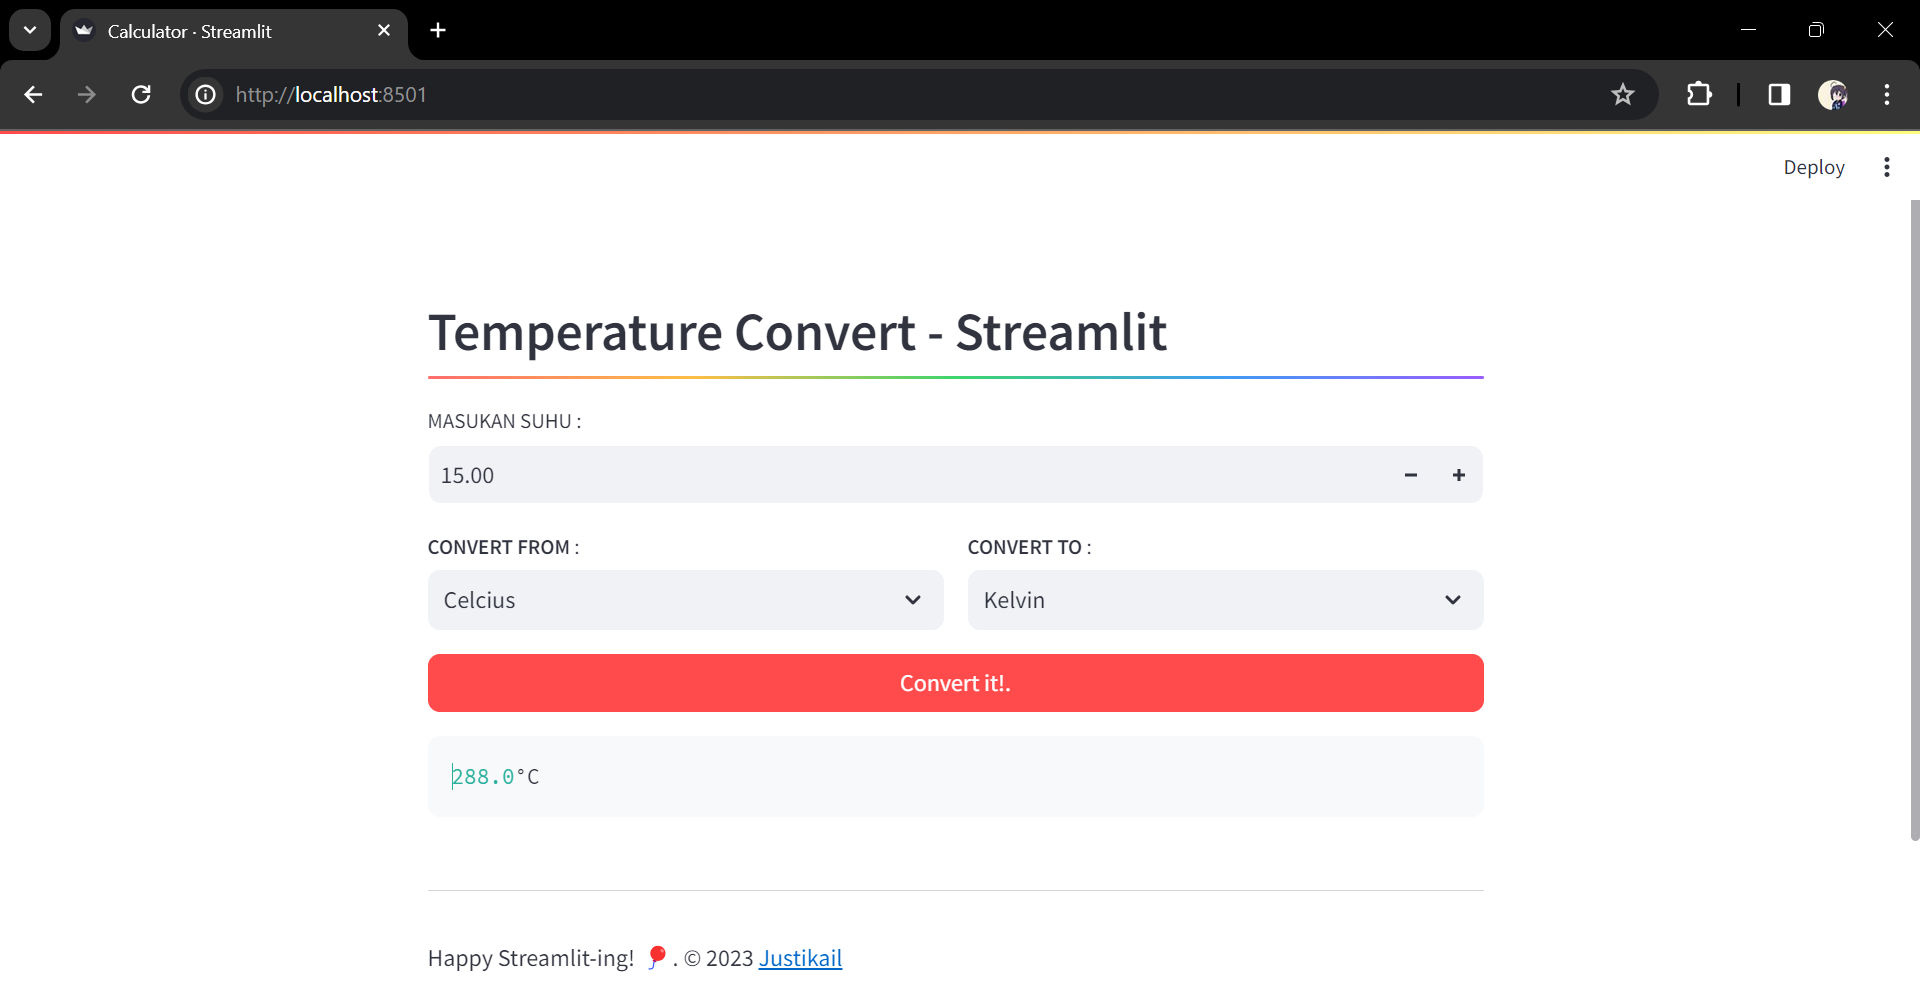 Calculator · Streamlit
http://localhost:8501
Deploy
Temperature Convert - Streamlit
MASUKAN SUHU :
15.00
CONVERT FROM :
CONVERT TO :
Celcius
Kelvin
Convert it!.
288.0°C
Happy Streamlit-ing! 🎈. © 2023 Justikail